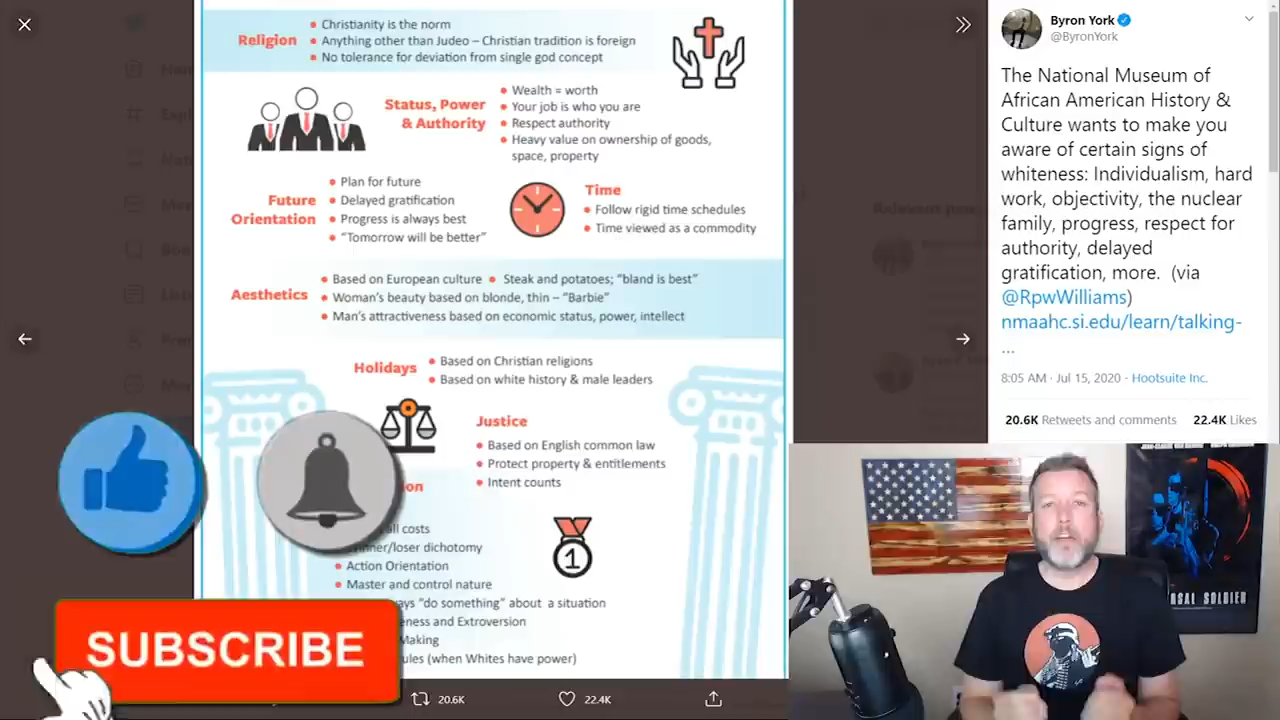 Religion
Christianity is the norm
Anything other than Judeo – Christian tradition is foreign
No tolerance for deviation from single god concept
Status, Power
& Authority
Wealth = worth
Your job is who you are
Respect authority
Heavy value on ownership of goods,
space, property
Future
Orientation
Plan for future
Delayed gratification
Progress is always best
“Tomorrow will be better”
Time
Follow rigid time schedules
Time viewed as a commodity
Aesthetics
Based on European culture • Steak and potatoes; “bland is best”
Woman’s beauty based on blonde, thin – “Barbie”
Man’s attractiveness based on economic status, power, intellect
Holidays
Based on Christian religions
Based on white history & male leaders
Justice
Based on English common law
Protect property & entitlements
Intent counts
all costs
/loser dichotomy
Action Orientation
Master and control nature
“do something” about a situation
and Extroversion
Making
(when Whites have power)
1
SUBSCRIBE
20.6K
22.4K
Byron York
@ByronYork
The National Museum of
African American History &
Culture wants to make you
aware of certain signs of
whiteness: Individualism, hard
work, objectivity, the nuclear
family, progress, respect for
authority, delayed
gratification, more. (via
@RpwWilliams)
nmaahc.si.edu/learn/talking-
...
8:05 AM · Jul 15, 2020 · Hootsuite Inc.
20.6K Retweets and comments 22.4K Likes
SOLDIER